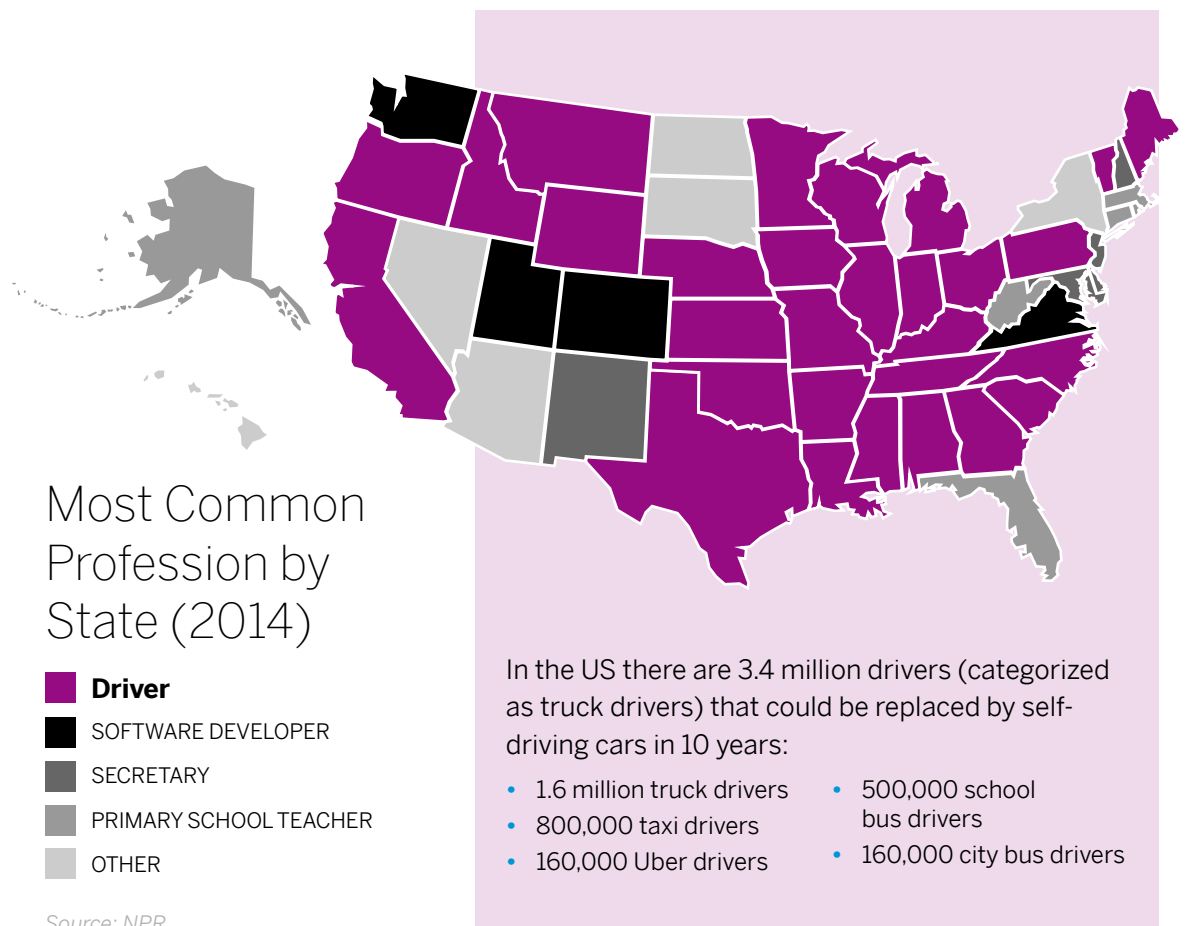 Most Common
Profession by
State (2014)
Driver
SOFTWARE DEVELOPER
SECRETARY
PRIMARY SCHOOL TEACHER
OTHER
Source: NPR
In the US there are 3.4 million drivers (categorized
as truck drivers) that could be replaced by self-
driving cars in 10 years:
• 1.6 million truck drivers
• 800,000 taxi drivers
• 160,000 Uber drivers
• 500,000 school
bus drivers
• 160,000 city bus drivers